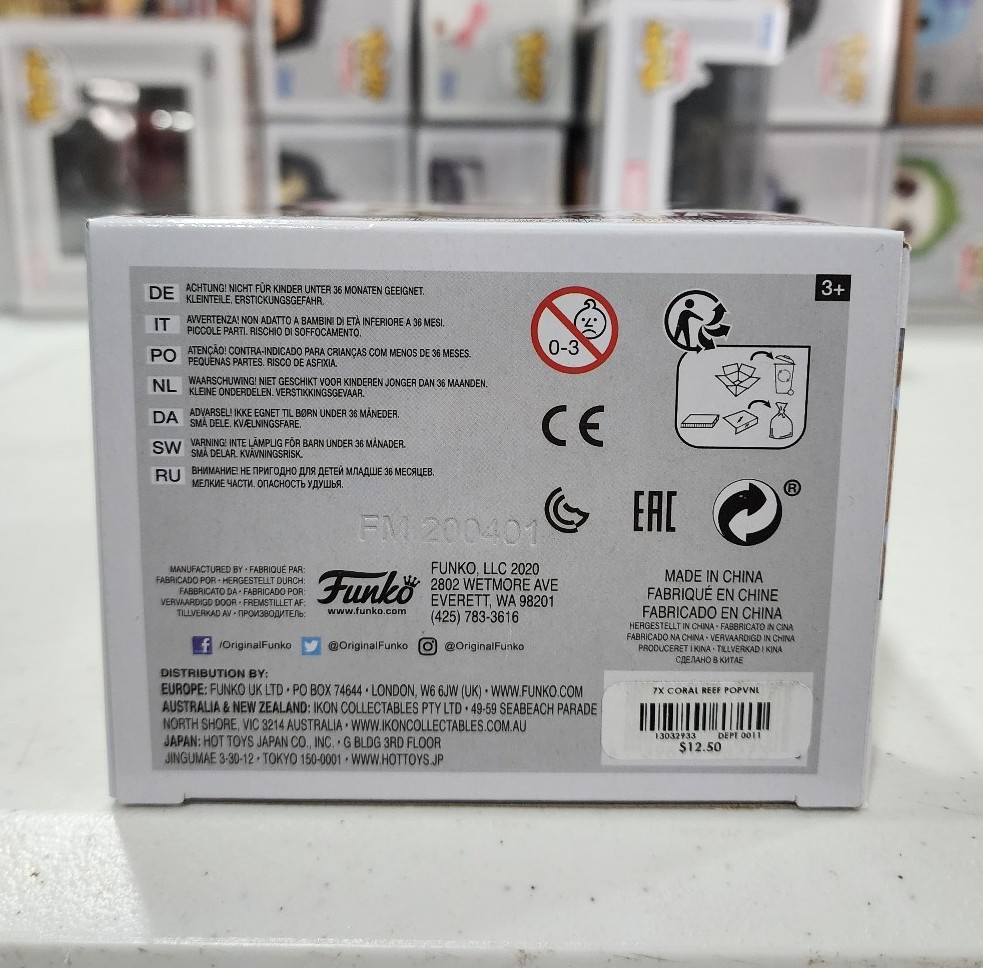 3+
DE ACHTUNG! NICHT FÜR KINDER UNTER 36 MONATEN GEEIGNET.
KLEINTEILE. ERSTICKUNGSGEFAHR.
IT AVVERTENZA! NON ADATTO A BAMBINI DI ETÀ INFERIORE A 36 MESI.
PICCOLE PARTI. RISCHIO DI SOFFOCAMENTO.
PO ATENÇÃO! CONTRA-INDICADO PARA CRIANÇAS COM MENOS DE 36 MESES.
PEQUENAS PARTES. RISCO DE ASFIXIA.
NL WAARSCHUWING! NIET GESCHIKT VOOR KINDEREN JONGER DAN 36 MAANDEN.
KLEINE ONDERDELEN. VERSTIKKINGSGEVAAR.
DA ADVARSEL! IKKE EGNET TIL BØRN UNDER 36 MÅNEDER.
SMÅ DELE. KVÆLNINGSFARE.
SW VARNING! INTE LÄMPLIG FÖR BARN UNDER 36 MÅNADER.
SMÅ DELAR. KVÄVNINGSRISK.
RU ВНИМАНИЕ! НЕ ПРИГОДНО ДЛЯ ДЕТЕЙ МЛАДШЕ 36 МЕСЯЦЕВ.
МЕЛКИЕ ЧАСТИ. ОПАСНОСТЬ УДУШЬЯ.
0-3
CE
EAC
®
FM 200401
MANUFACTURED BY • FABRIQUÉ PAR:
FABRICADO POR • HERGESTELLT DURCH:
FABBRICATO DA • FABRICADO POR:
VERVAARDIGD DOOR • FREMSTILLET AF:
TILLVERKAD AV • ПРОИЗВОДИТЕЛЬ:
Funko
www.funko.com
FUNKO, LLC 2020
2802 WETMORE AVE
EVERETT, WA 98201
(425) 783-3616
MADE IN CHINA
FABRIQUÉ EN CHINE
FABRICADO EN CHINA
HERGESTELLT IN CHINA • FABBRICATO IN CINA
FABRICADO NA CHINA • VERVAARDIGD IN CHINA
PRODUCERET I KINA • TILLVERKAD I KINA
СДЕЛАНО В КИТАЕ
/OriginalFunko @OriginalFunko @OriginalFunko
DISTRIBUTION BY:
EUROPE: FUNKO UK LTD • PO BOX 74644 • LONDON, W6 6JW (UK) • WWW.FUNKO.COM
AUSTRALIA & NEW ZEALAND: IKON COLLECTABLES PTY LTD • 49-59 SEABEACH PARADE
NORTH SHORE, VIC 3214 AUSTRALIA • WWW.IKONCOLLECTABLES.COM.AU
JAPAN: HOT TOYS JAPAN CO., INC. • G BLDG 3RD FLOOR
JINGUMAE 3-30-12 • TOKYO 150-0001 • WWW.HOTTOYS.JP
7X CORAL REEF POPVNL
13032933 DEPT 0011
$12.50